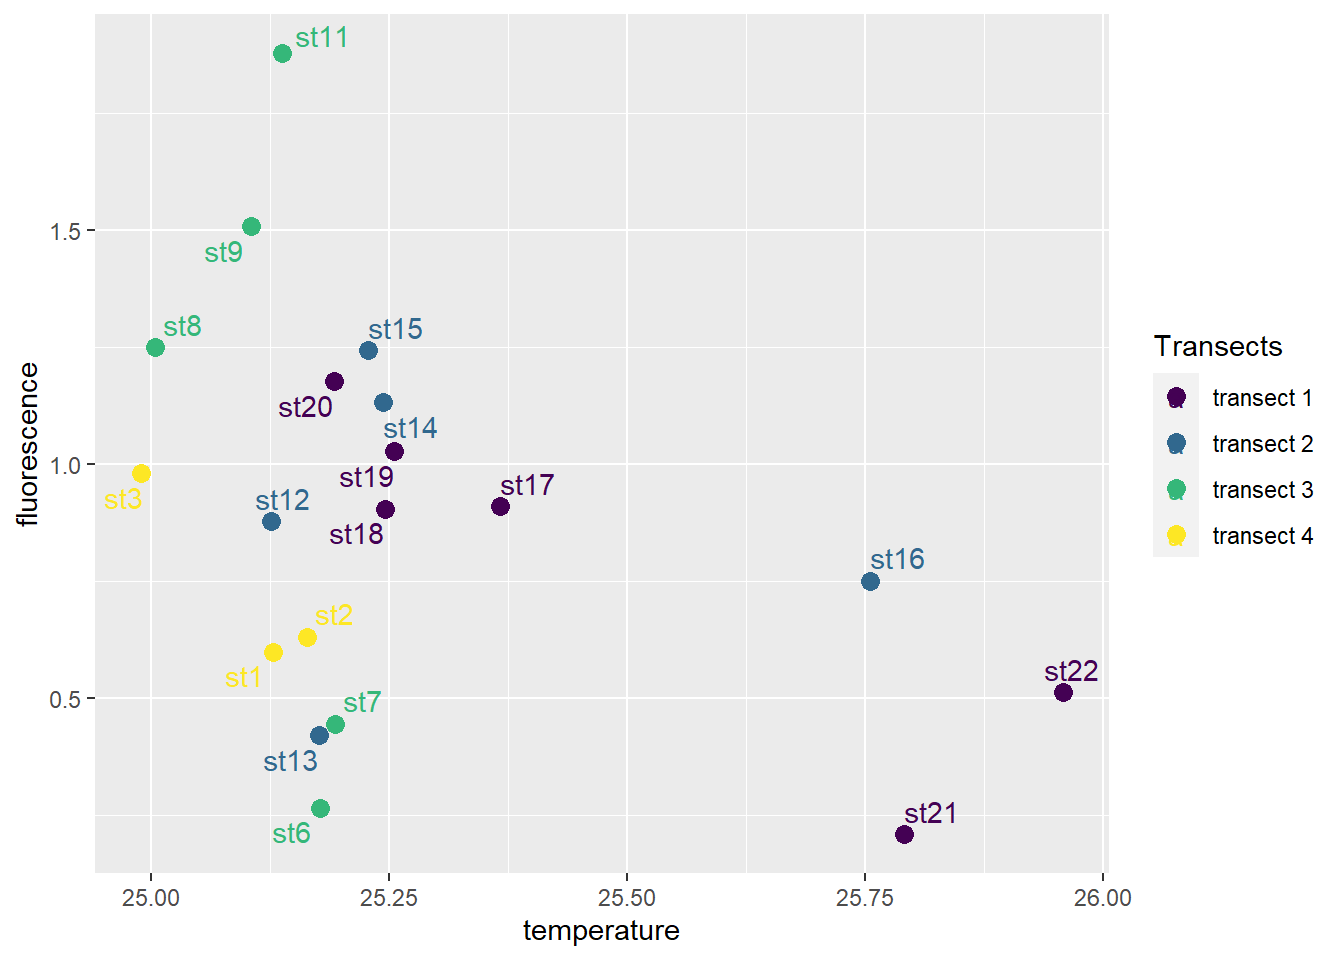 st11
1.5
st9
st8
st15
st20
st14
1.0
st19
st17
st3
st12
st18
st16
st2
st1
st22
0.5
st7
st13
st21
st6
25.00 25.25 25.50 25.75 26.00
temperature
fluorescence
Transects
transect 1
transect 2
transect 3
transect 4